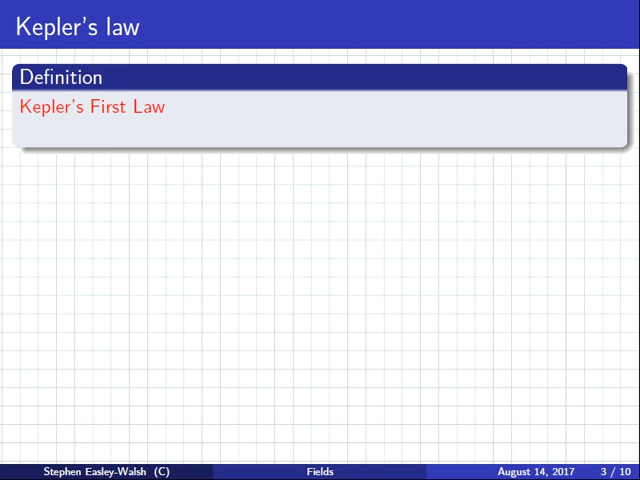 Kepler's law
Definition
Kepler's First Law
Stephen Easley-Walsh (C) Fields August 14, 2017 3 / 10